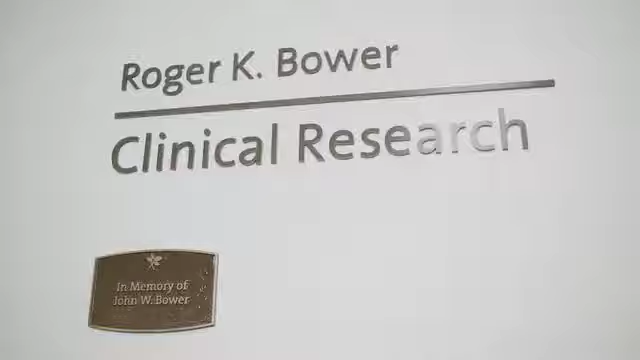 Roger K. Bower
Clinical Research
In Memory of
John W. Bower